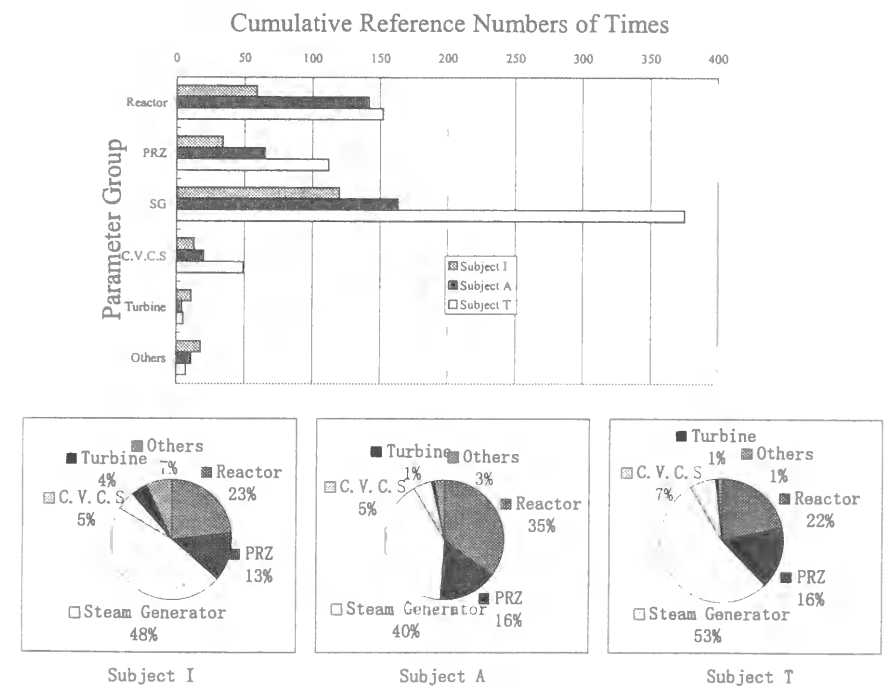 Cumulative Reference Numbers of Times
0 50 100 150 200 250 300 350 400
Parameter Group
Reactor
PRZ
SG
C.V.C.S
Turbine
Others
Subject I
Subject A
Subject T
Others
7%
Turbine
4%
Reactor
23%
C.V.C.S
5%
PRZ
13%
Steam Generator
48%
Subject I
Turbine
1%
Others
3%
C.V.C.S
5%
Reactor
35%
PRZ
16%
Steam Generator
40%
Subject A
Turbine
1%
Others
1%
C.V.C.S
7%
Reactor
22%
PRZ
16%
Steam Generator
53%
Subject T